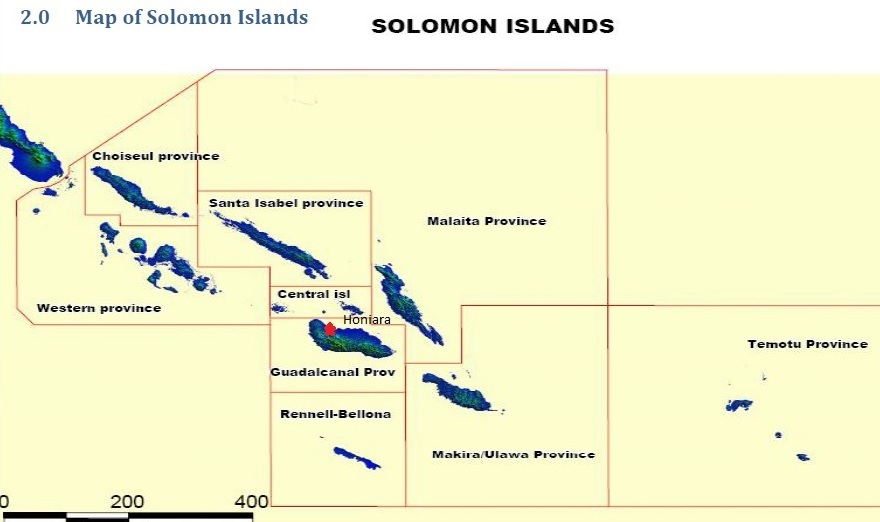 2.0 Map of Solomon Islands
SOLOMON ISLANDS
Choiseul province
Santa Isabel province
Malaita Province
Central isl
Western province
Honiara
Temotu Province
Guadalcanal Prov
Rennell-Bellona
Makira/Ulawa Province
0 200 400